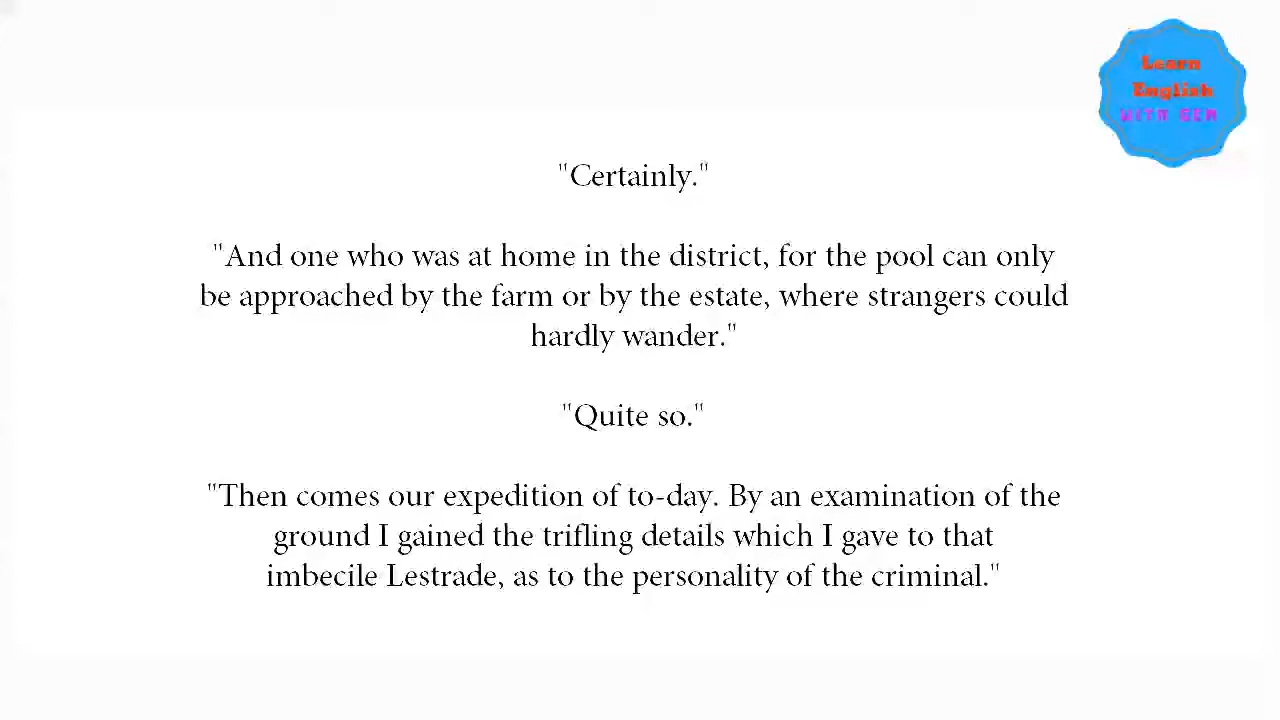 Learn
English
WITH GEM
"Certainly."
"And one who was at home in the district, for the pool can only
be approached by the farm or by the estate, where strangers could
hardly wander."
"Quite so."
"Then comes our expedition of to-day. By an examination of the
ground I gained the trifling details which I gave to that
imbecile Lestrade, as to the personality of the criminal."